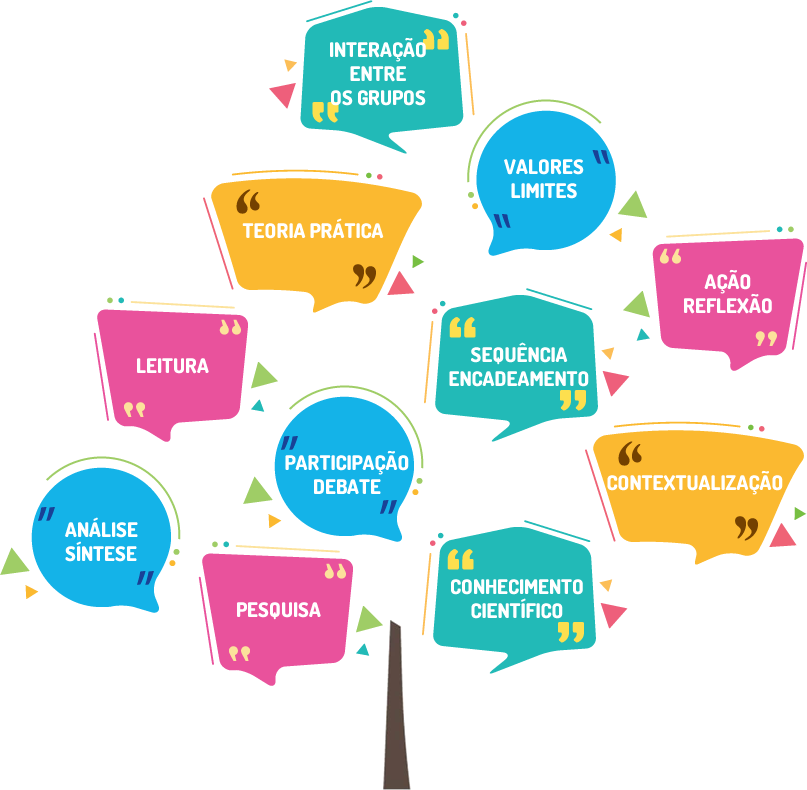 INTERAÇÃO
ENTRE
OS GRUPOS
VALORES
LIMITES
TEORIA PRÁTICA
AÇÃO
REFLEXÃO
LEITURA
SEQUÊNCIA
ENCADEAMENTO
PARTICIPAÇÃO
DEBATE
CONTEXTUALIZAÇÃO
ANÁLISE
SÍNTESE
PESQUISA
CONHECIMENTO
CIENTÍFICO